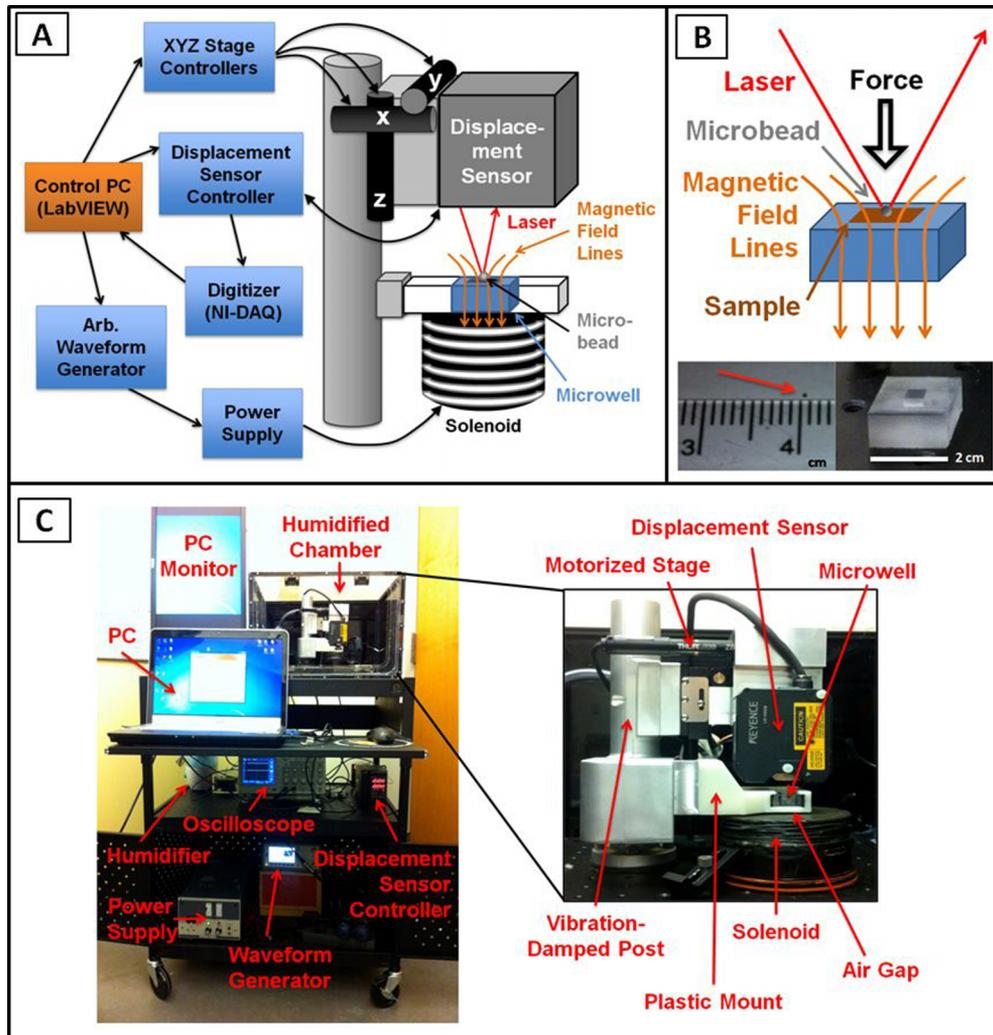 A
XYZ Stage
Controllers
Displacement
Sensor
Controller
Control PC
(LabVIEW)
Digitizer
(NI-DAQ)
Arb.
Waveform
Generator
Power
Supply
y
x
z
Displace-
ment
Sensor
Laser
Magnetic
Field
Lines
Micro-
bead
Microwell
Solenoid
B
Laser
Force
Microbead
Magnetic
Field
Lines
Sample
3
4
cm
2 cm
C
PC
Monitor
Humidified
Chamber
PC
Oscilloscope
Humidifier
Displacement
Sensor
Controller
Power
Supply
Waveform
Generator
Displacement Sensor
Motorized Stage
Microwell
KEYENCE
CAUTION
Vibration-
Damped Post
Solenoid
Air Gap
Plastic Mount